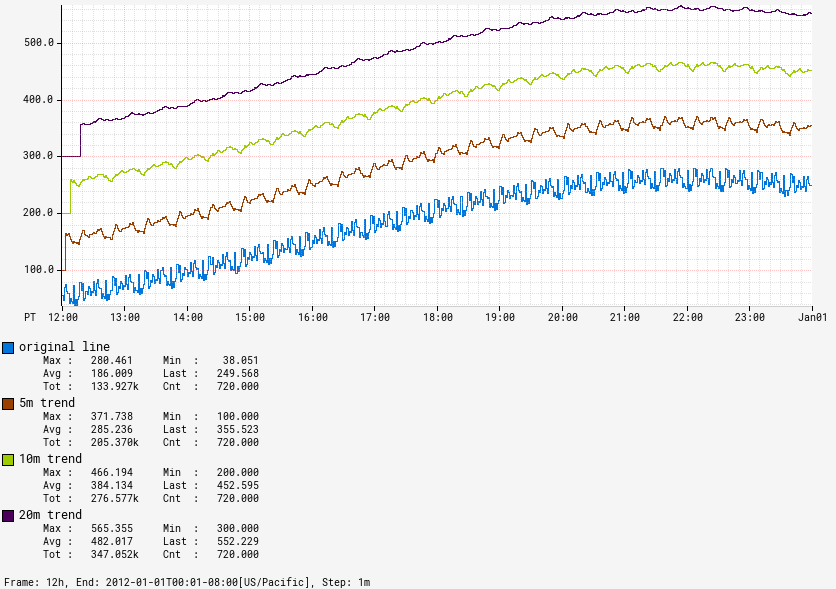 500.0
400.0
300.0
200.0
100.0
PT 12:00 13:00 14:00 15:00 16:00 17:00 18:00 19:00 20:00 21:00 22:00 23:00 Jan01
original line
Max : 280.461 Min : 38.051
Avg : 186.009 Last : 249.568
Tot : 133.927k Cnt : 720.000
5m trend
Max : 371.738 Min : 100.000
Avg : 285.236 Last : 355.523
Tot : 205.370k Cnt : 720.000
10m trend
Max : 466.194 Min : 200.000
Avg : 384.134 Last : 452.595
Tot : 276.577k Cnt : 720.000
20m trend
Max : 565.355 Min : 300.000
Avg : 482.017 Last : 552.229
Tot : 347.052k Cnt : 720.000
Frame: 12h, End: 2012-01-01T00:01-08:00[US/Pacific], Step: 1m